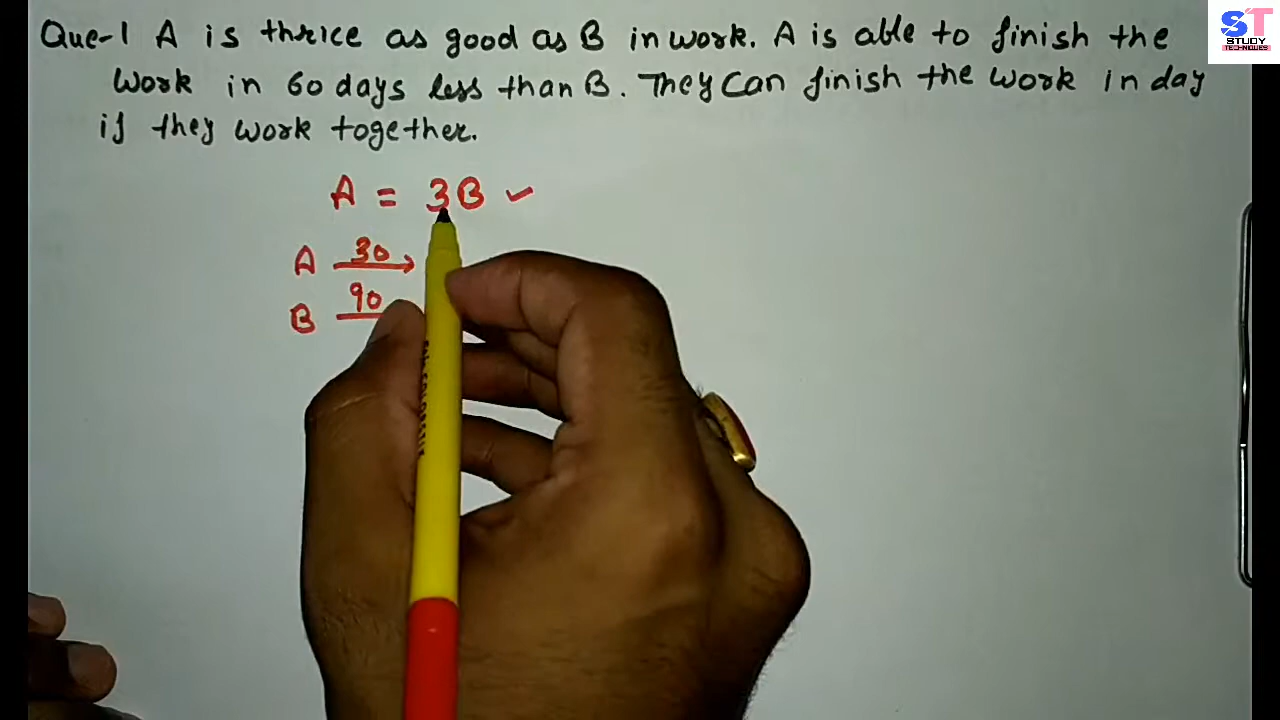 Que-1 A is thrice as good as B in work. A is able to finish the
work in 60 days less than B. They can finish the work in day
if they work together.
A = 3B ✓
A 30 →
B 90
ST
STUDY
TECHNIQUES